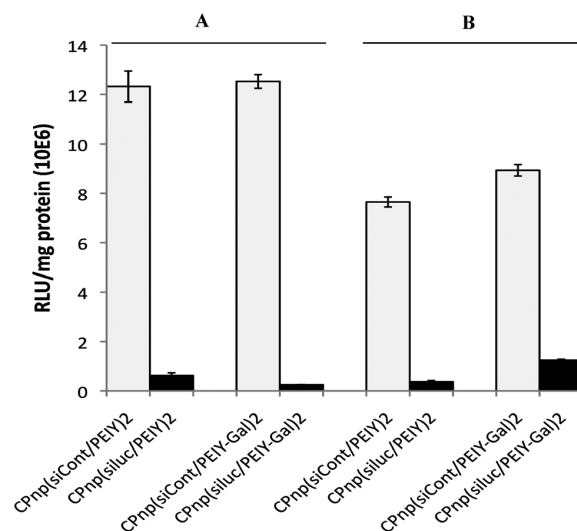 A
B
14
12
10
8
6
4
2
0
RLU/mg protein (10E6)
CPnp(siCont/PEIY)2
CPnp(siluc/PEIY)2
CPnp(siCont/PEIY-Gal)2
CPnp(siluc/PEIY-Gal)2
CPnp(siCont/PEIY)2
CPnp(siluc/PEIY)2
CPnp(siCont/PEIY-Gal)2
CPnp(siluc/PEIY-Gal)2